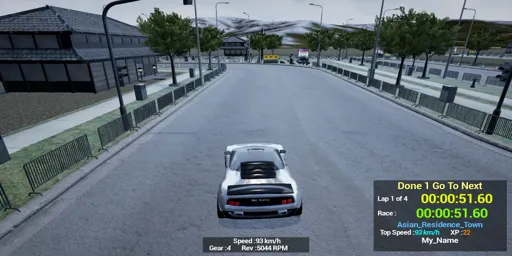 Done 1 Go To Next
Lap 1 of 4 00:00:51.60
Race : 00:00:51.60
Asian_Residence_Town
Top Speed :93 km/h XP :22
My_Name
Speed :93 km/h
Gear :4 Rev :5044 RPM